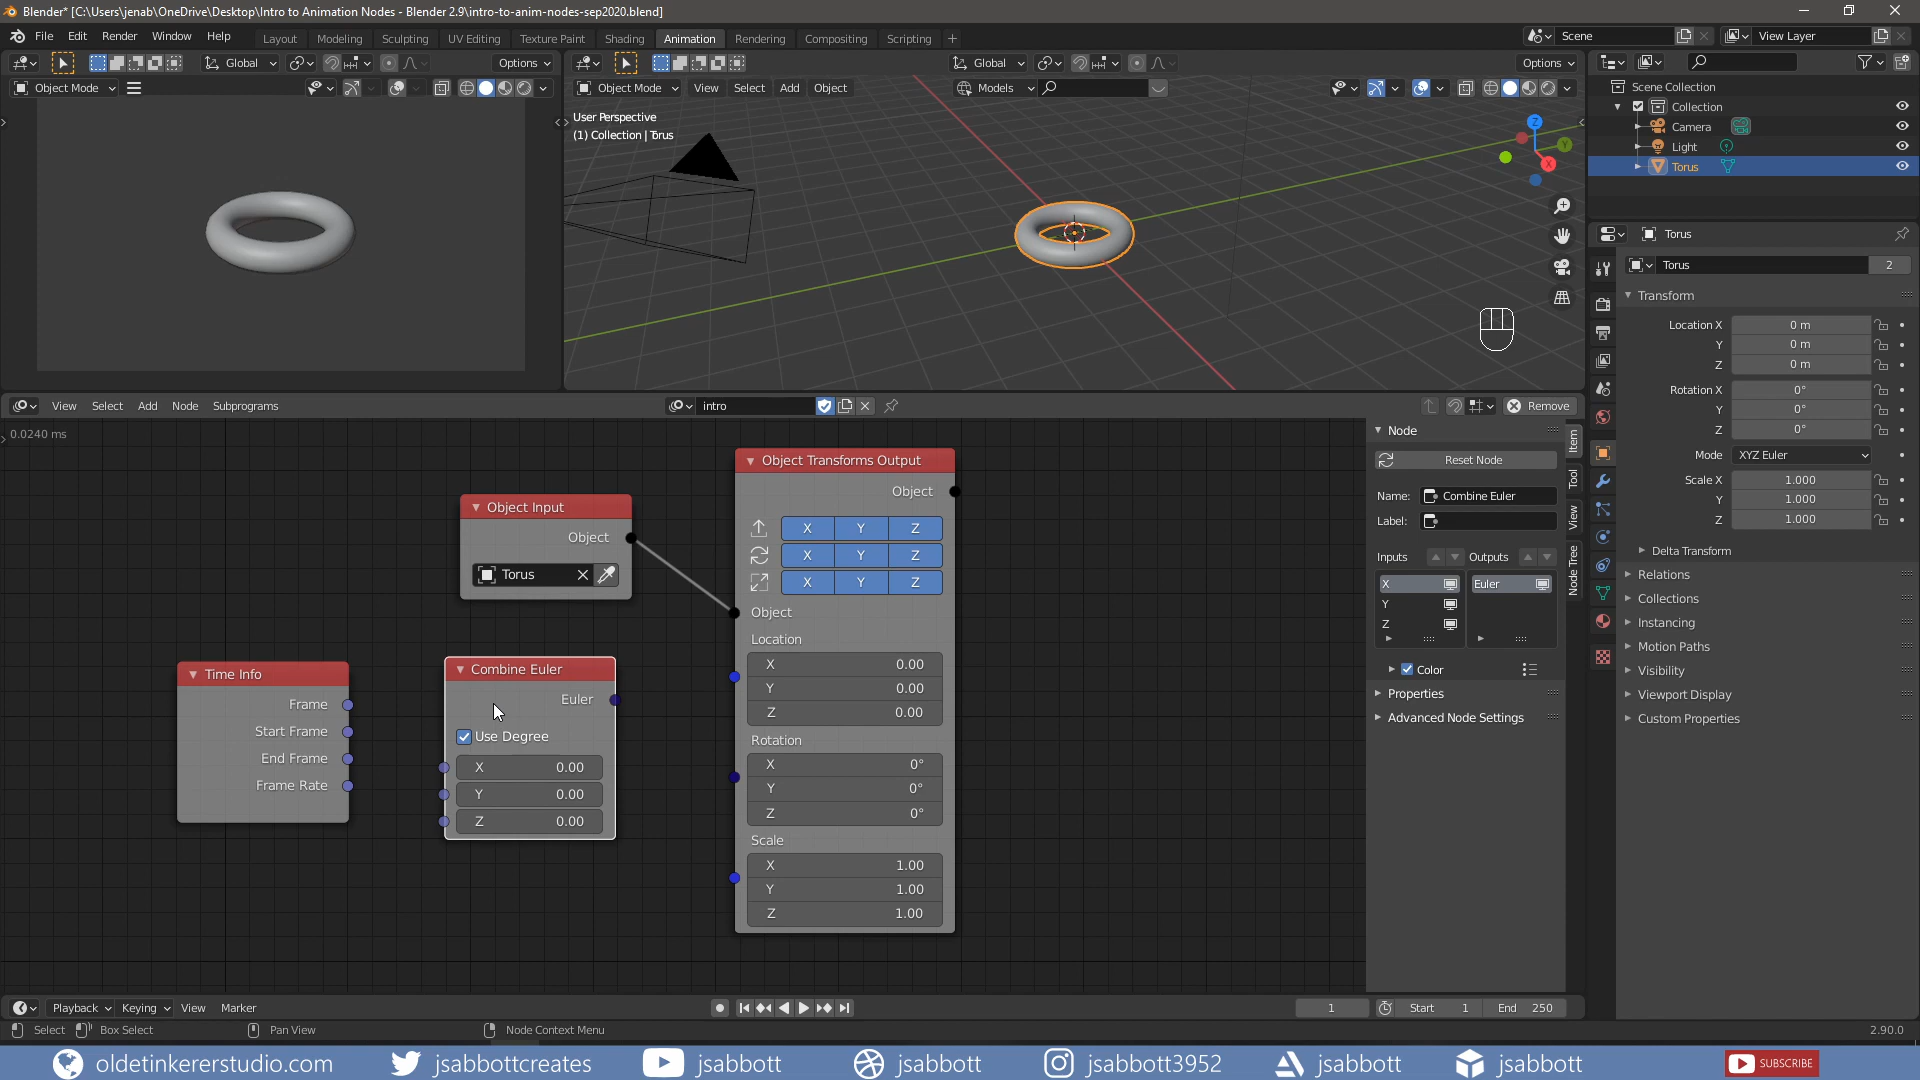 Blender* [C:\Users\jenab\OneDrive\Desktop\Intro to Animation Nodes - Blender 2.9\intro-to-anim-nodes-sep2020.blend]
File Edit Render Window Help
Layout Modeling Sculpting UV Editing Texture Paint Shading Animation Rendering Compositing Scripting +
Scene
View Layer
Global
Options
Global
Options
Object Mode
Object Mode View Select Add Object
Models
User Perspective
(1) Collection | Torus
Z
Y
X
Scene Collection
Collection
Camera
Light
Torus
Torus
Torus 2
Transform
Location X 0 m
Y 0 m
Z 0 m
Rotation X 0°
Y 0°
Z 0°
Mode XYZ Euler
Scale X 1.000
Y 1.000
Z 1.000
Delta Transform
Relations
Collections
Instancing
Motion Paths
Visibility
Viewport Display
Custom Properties
View Select Add Node Subprograms
intro
Remove
0.0240 ms
Object Input
Object
Torus
Time Info
Frame
Start Frame
End Frame
Frame Rate
Combine Euler
Euler
Use Degree
X 0.00
Y 0.00
Z 0.00
Object Transforms Output
Object
X Y Z
X Y Z
X Y Z
Object
Location
X 0.00
Y 0.00
Z 0.00
Rotation
X 0°
Y 0°
Z 0°
Scale
X 1.00
Y 1.00
Z 1.00
Node
Reset Node
Name: Combine Euler
Label:
Inputs Outputs
X Euler
Y
Z
Color
Properties
Advanced Node Settings
Item
Tool
View
Node Tree
Playback Keying View Marker
1
Start 1 End 250
Select Box Select Pan View Node Context Menu
2.90.0
oldetinkererstudio.com jsabbottcreates jsabbott jsabbott jsabbott3952 jsabbott jsabbott SUBSCRIBE